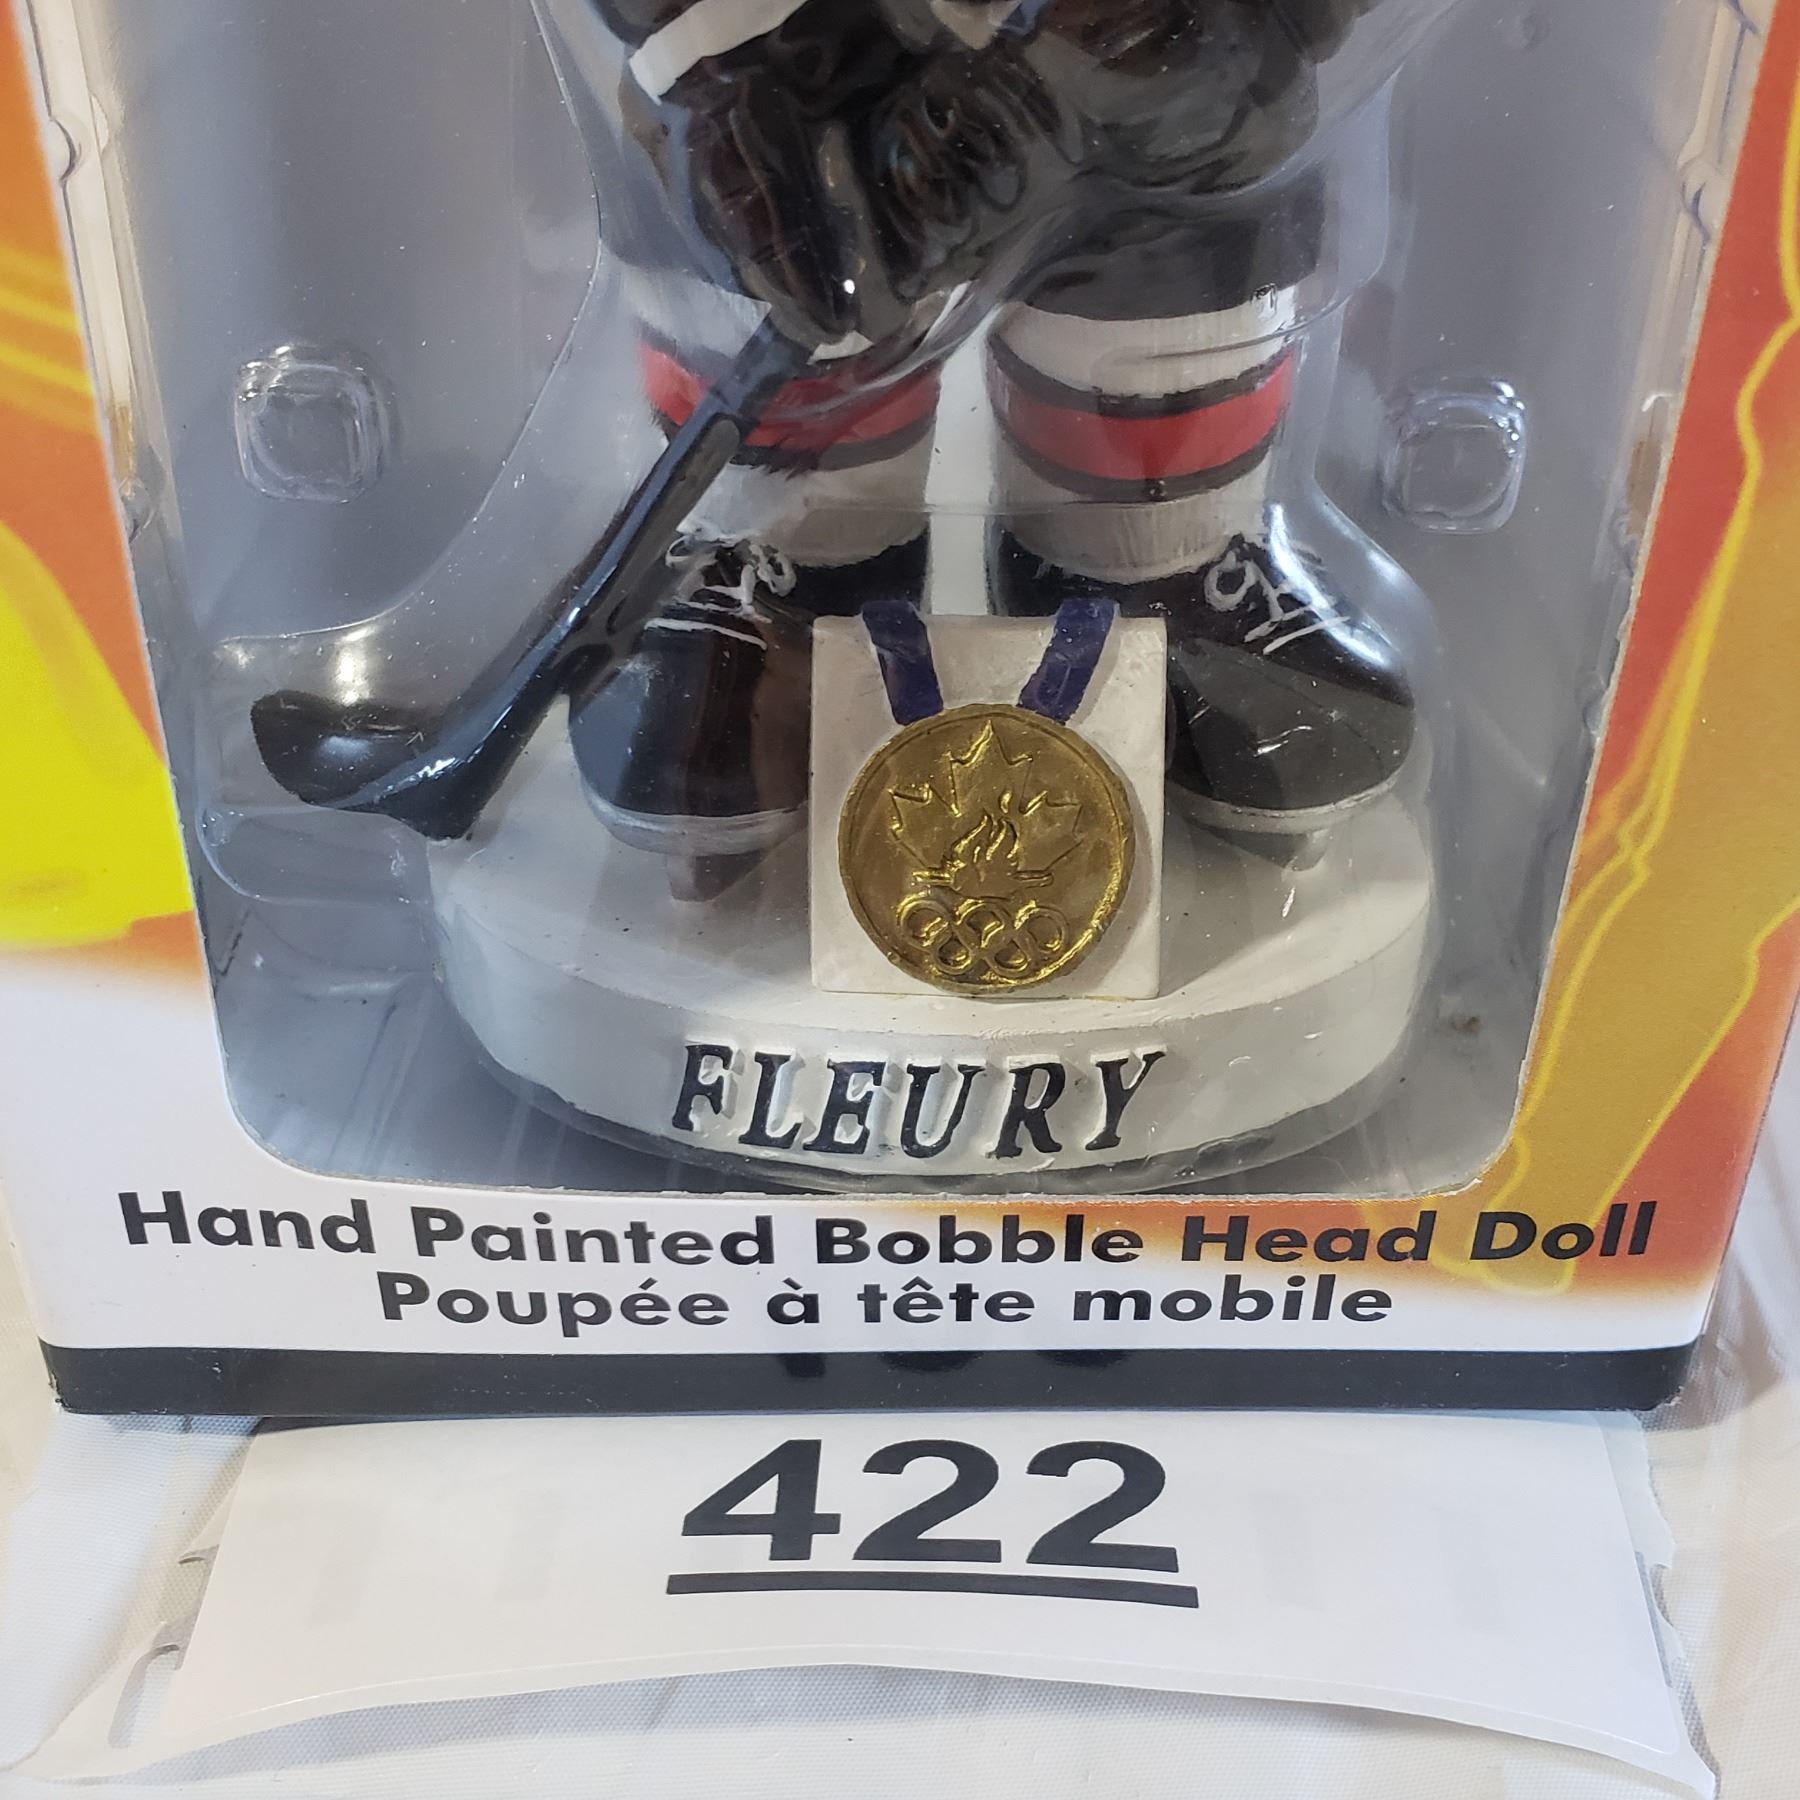 FLEURY
Hand Painted Bobble Head Doll
Poupée à tête mobile
422